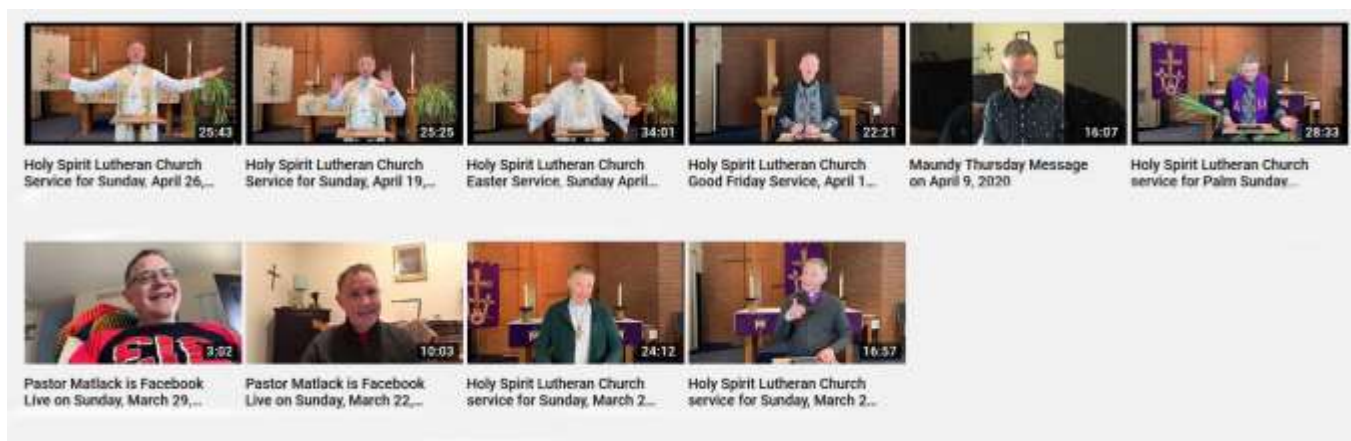 25:43
25:25
34:01
22:21
16:07
28:33
Holy Spirit Lutheran Church
Service for Sunday, April 26,...
Holy Spirit Lutheran Church
Service for Sunday, April 19,...
Holy Spirit Lutheran Church
Easter Service, Sunday April...
Holy Spirit Lutheran Church
Good Friday Service, April 1...
Maundy Thursday Message
on April 9, 2020
Holy Spirit Lutheran Church
service for Palm Sunday...
3:02
10:03
24:12
16:57
Pastor Matlack is Facebook
Live on Sunday, March 29,...
Pastor Matlack is Facebook
Live on Sunday, March 22,...
Holy Spirit Lutheran Church
service for Sunday, March 2...
Holy Spirit Lutheran Church
service for Sunday, March 2...